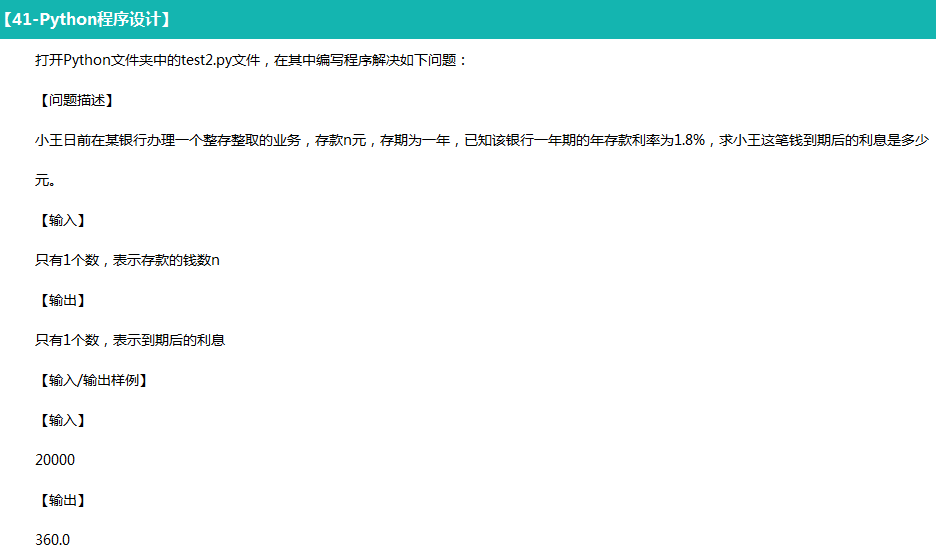 【41-Python程序设计】
打开Python文件夹中的test2.py文件，在其中编写程序解决如下问题：
【问题描述】
小王日前在某银行办理一个整存整取的业务，存款n元，存期为一年，已知该银行一年期的年存款利率为1.8%，求小王这笔钱到期后的利息是多少
元。
【输入】
只有1个数，表示存款的钱数n
【输出】
只有1个数，表示到期后的利息
【输入/输出样例】
【输入】
20000
【输出】
360.0